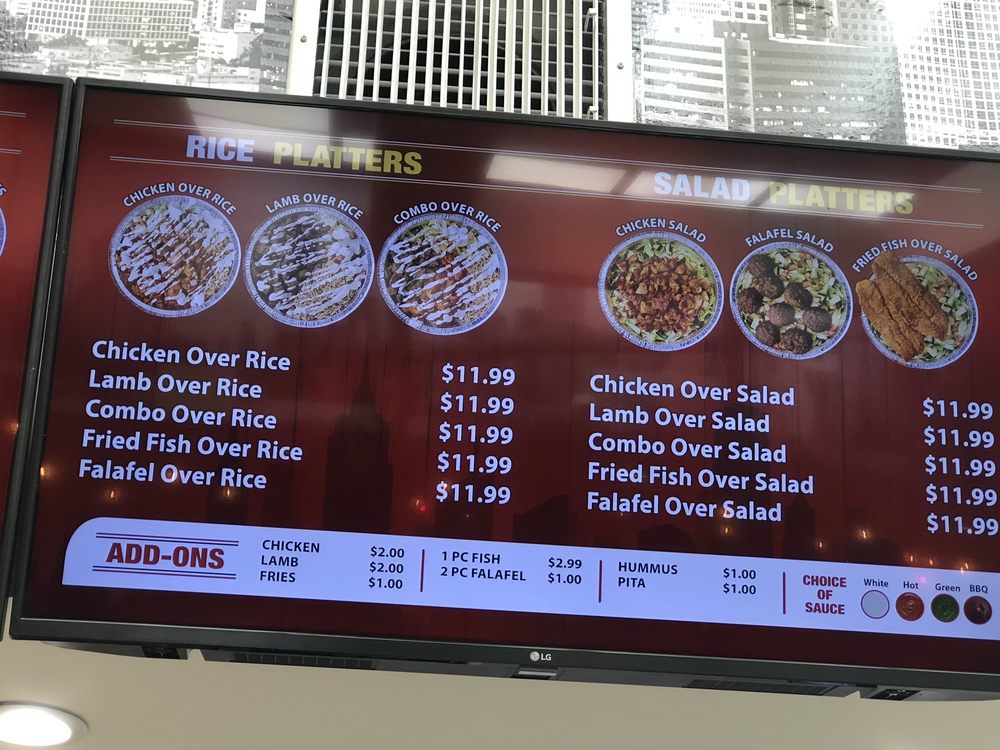 RICE PLATTERS
CHICKEN OVER RICE
LAMB OVER RICE
COMBO OVER RICE
Chicken Over Rice $11.99
Lamb Over Rice $11.99
Combo Over Rice $11.99
Fried Fish Over Rice $11.99
Falafel Over Rice $11.99
SALAD PLATTERS
CHICKEN SALAD
FALAFEL SALAD
FRIED FISH OVER SALAD
Chicken Over Salad $11.99
Lamb Over Salad $11.99
Combo Over Salad $11.99
Fried Fish Over Salad $11.99
Falafel Over Salad $11.99
ADD-ONS
CHICKEN $2.00
LAMB $2.00
FRIES $1.00
1 PC FISH $2.99
2 PC FALAFEL $1.00
HUMMUS $1.00
PITA $1.00
CHOICE
OF
SAUCE
White Hot Green BBQ
LG